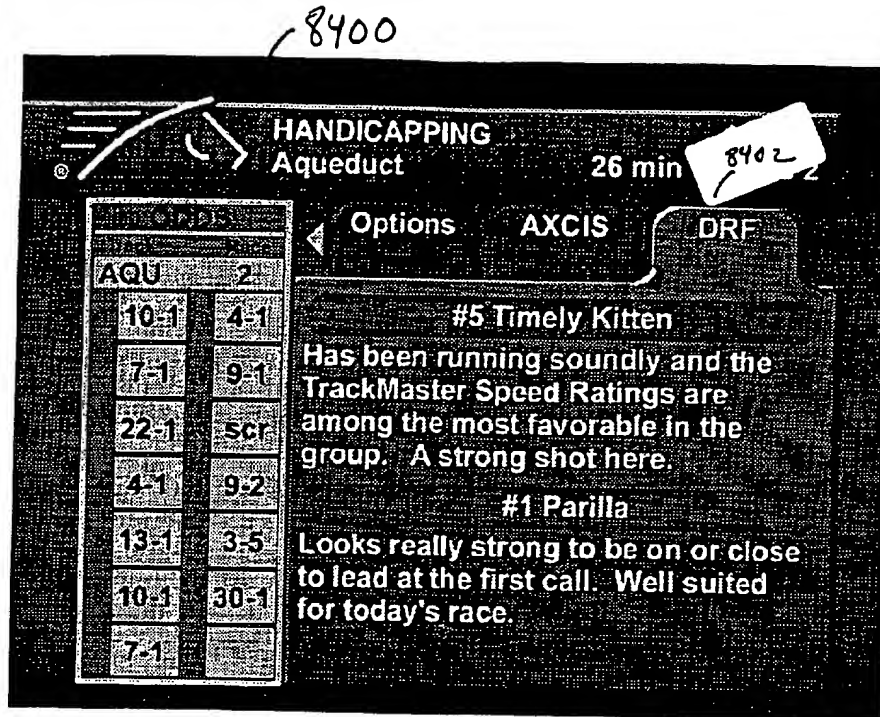 8400
HANDICAPPING
Aqueduct 26 min 8402 2
®
ODDS
Options AXCIS DRF
AQU 2
10-1 4-1
7-1 9-1
22-1 scr
4-1 9-2
13-1 3-5
10-1 30-1
7-1
#5 Timely Kitten
Has been running soundly and the
TrackMaster Speed Ratings are
among the most favorable in the
group. A strong shot here.
#1 Parilla
Looks really strong to be on or close
to lead at the first call. Well suited
for today's race.